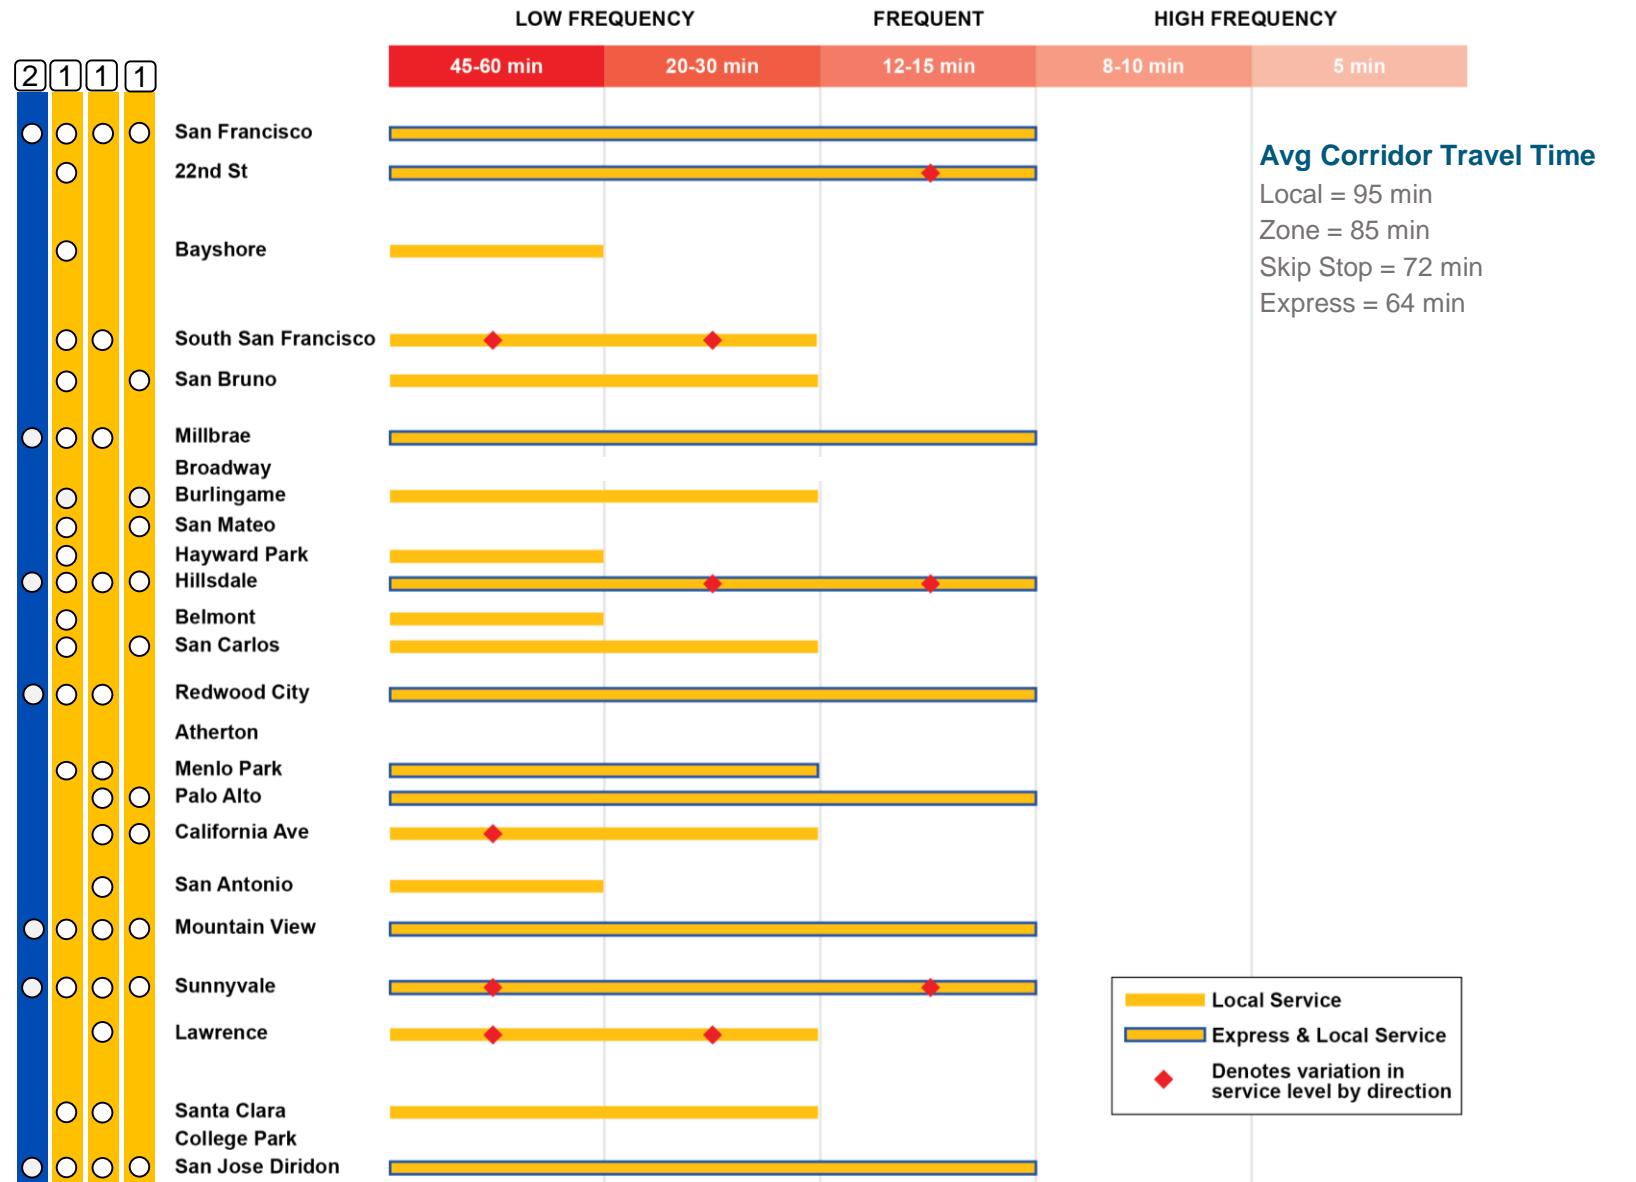 LOW FREQUENCY FREQUENT HIGH FREQUENCY
45-60 min 20-30 min 12-15 min 8-10 min 5 min
2 1 1 1
San Francisco
22nd St
Bayshore
South San Francisco
San Bruno
Millbrae
Broadway
Burlingame
San Mateo
Hayward Park
Hillsdale
Belmont
San Carlos
Redwood City
Atherton
Menlo Park
Palo Alto
California Ave
San Antonio
Mountain View
Sunnyvale
Lawrence
Santa Clara
College Park
San Jose Diridon
Avg Corridor Travel Time
Local = 95 min
Zone = 85 min
Skip Stop = 72 min
Express = 64 min
Local Service
Express & Local Service
Denotes variation in
service level by direction